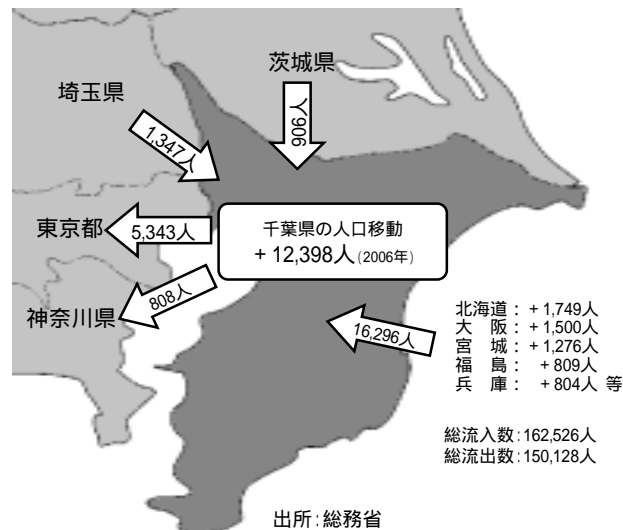 茨城県
埼玉県
906人
1,347人
東京都
5,343人
千葉県の人口移動
+12,398人(2006年)
808人
神奈川県
16,296人
北海道：+1,749人
大　阪：+1,500人
宮　城：+1,276人
福　島：+809人
兵　庫：+804人 等
総流入数：162,526人
総流出数：150,128人
出所：総務省